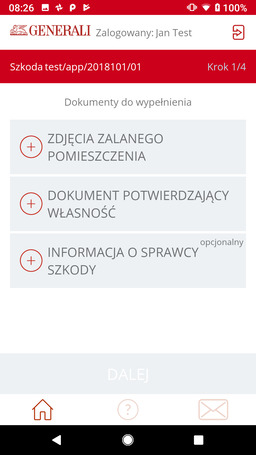 08:26
100%
GENERALI Zalogowany: Jan Test
Szkoda test/app/2018101/01 Krok 1/4
Dokumenty do wypełnienia
ZDJĘCIA ZALANEGO
POMIESZCZENIA
DOKUMENT POTWIERDZAJĄCY
WŁASNOŚĆ
opcjonalny
INFORMACJA O SPRAWCY
SZKODY
DALEJ